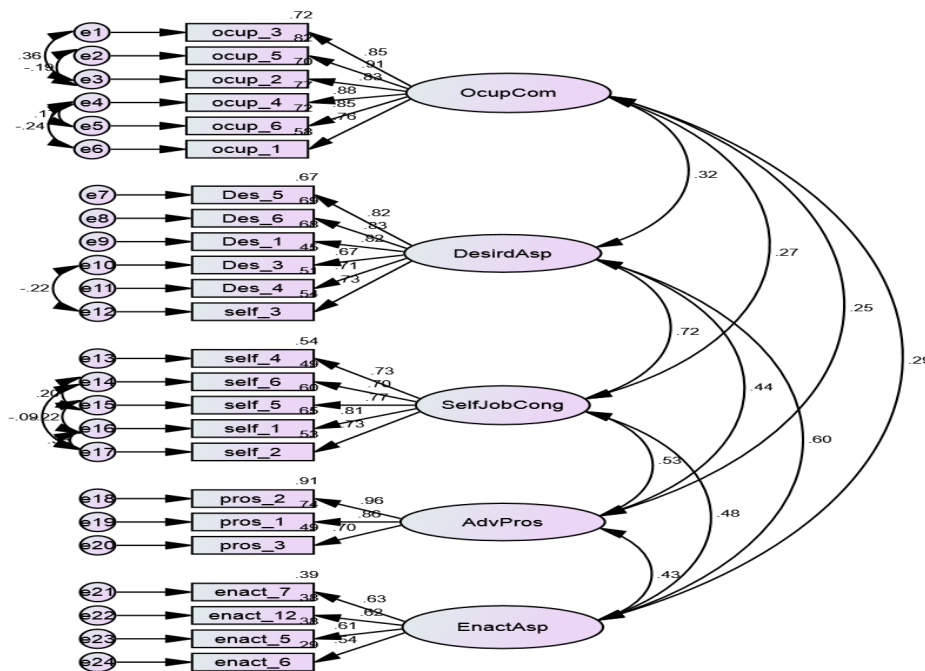 .72
e1 ocup_3
.82
.85
.36 e2 ocup_5
.91
.70
-.19 e3 ocup_2
.83
.77
OcupCom
e4 ocup_4
.88
.72
.85
e5 ocup_6
.76
-.24
.58
e6 ocup_1
.32
.67
e7 Des_5
.69
.82
e8 Des_6
.83
.68
e9 Des_1
.82
.45
DesirdAsp
.27
e10 Des_3
.67
.51
.71
-.22 e11 Des_4
.73
.54
e12 self_3
.25
.72
.29
.54
e13 self_4
.49
.73
e14 self_6
.70
.44
.60
.20
e15 self_5
.77
SelfJobCong
.65
-.09 .22
e16 self_1
.81
.53
.73
e17 self_2
.60
.53
.91
.48
e18 pros_2
.74
.96
e19 pros_1
.86
AdvPros
.49
.70
e20 pros_3
.43
.39
e21 enact_7
.38
.63
e22 enact_12
.62
.38
EnactAsp
e23 enact_5
.61
.29
.54
e24 enact_6